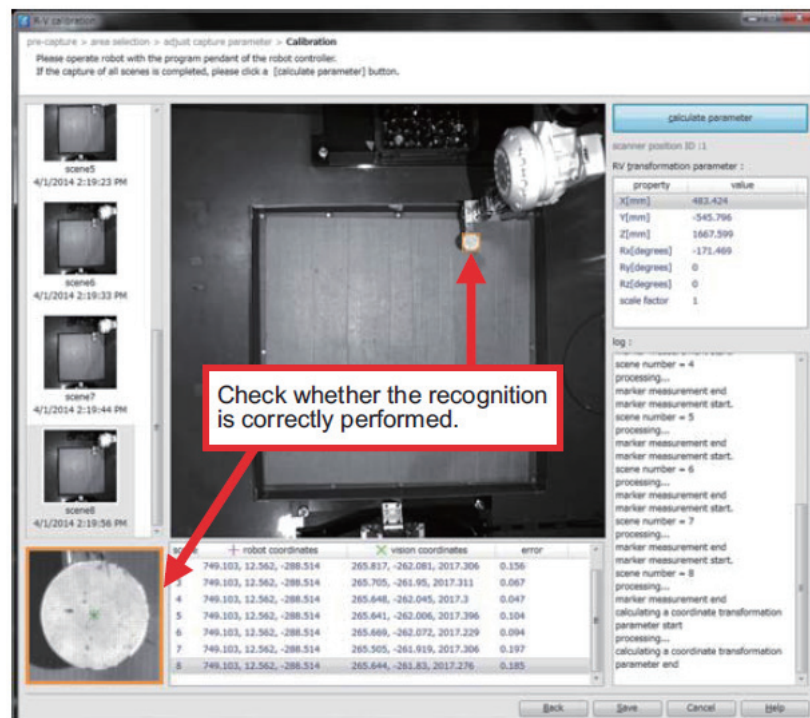 R-V calibration
pre-capture > area selection > adjust capture parameter > Calibration
Please operate robot with the program pendant of the robot controller.
If the capture of all scenes is completed, please click a [calculate parameter] button.
scene5
4/1/2014 2:19:23 PM
scene6
4/1/2014 2:19:33 PM
scene7
4/1/2014 2:19:44 PM
scene8
4/1/2014 2:19:56 PM
Check whether the recognition
is correctly performed.
calculate parameter
scanner position ID :1
RV transformation parameter :
property value
X[mm] 483.424
Y[mm] -545.796
Z[mm] 1667.599
Rx[degrees] -171.469
Ry[degrees] 0
Rz[degrees] 0
scale factor 1
log :
marker measurement start.
scene number = 4
processing...
marker measurement end
marker measurement start.
scene number = 5
processing...
marker measurement end
marker measurement start.
scene number = 6
processing...
marker measurement end
marker measurement start.
scene number = 7
processing...
marker measurement end
marker measurement start.
scene number = 8
processing...
marker measurement end
calculating a coordinate transformation
parameter start
processing...
calculating a coordinate transformation
parameter end
robot coordinates vision coordinates error
749.103, 12.562, -288.514 265.817, -262.081, 2017.306 0.156
3 749.103, 12.562, -288.514 265.705, -261.95, 2017.311 0.067
4 749.103, 12.562, -288.514 265.648, -262.045, 2017.3 0.047
5 749.103, 12.562, -288.514 265.641, -262.006, 2017.396 0.104
6 749.103, 12.562, -288.514 265.669, -262.072, 2017.229 0.094
7 749.103, 12.562, -288.514 265.505, -261.919, 2017.306 0.197
8 749.103, 12.562, -288.514 265.644, -261.83, 2017.276 0.185
Back Save Cancel Help